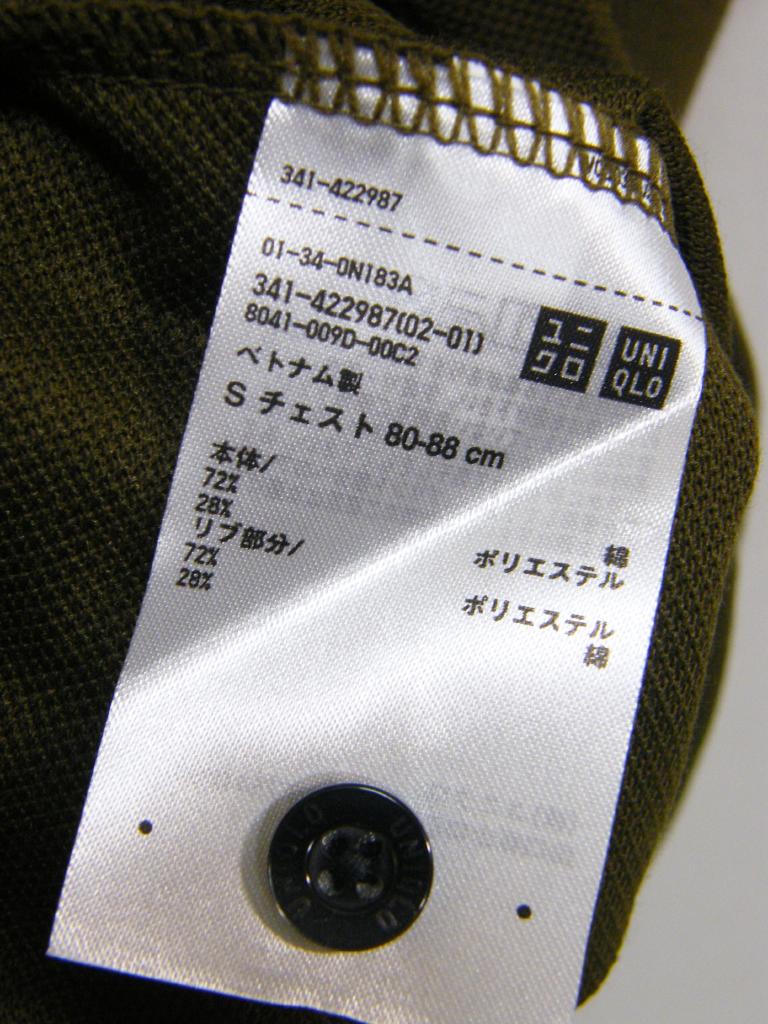 341-422987
01-34-0N183A
341-422987(02-01)
8041-009D-00C2
ベトナム製
S チェスト 80-88 cm
ユニ
クロ
UNI
QLO
本体/
72% 綿
28% ポリエステル
リブ部分/
72% ポリエステル
28% 綿
UNIQLO UNIQLO